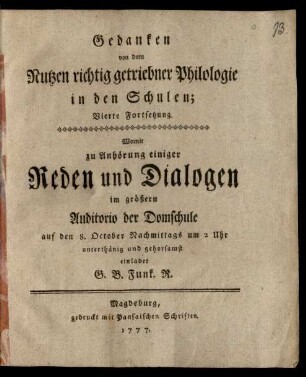 73.
Gedanken
von dem
Nutzen richtig getriebner Philologie
in den Schulen;
Vierte Fortsetzung.
Womit
zu Anhörung einiger
Reden und Dialogen
im größern
Auditorio der Domschule
auf den 8. October Nachmittags um 2 Uhr
unterthänig und gehorsamst
einladet
G. B. Funk. R.
Magdeburg,
gedruckt mit Pansaischen Schriften.
1777.